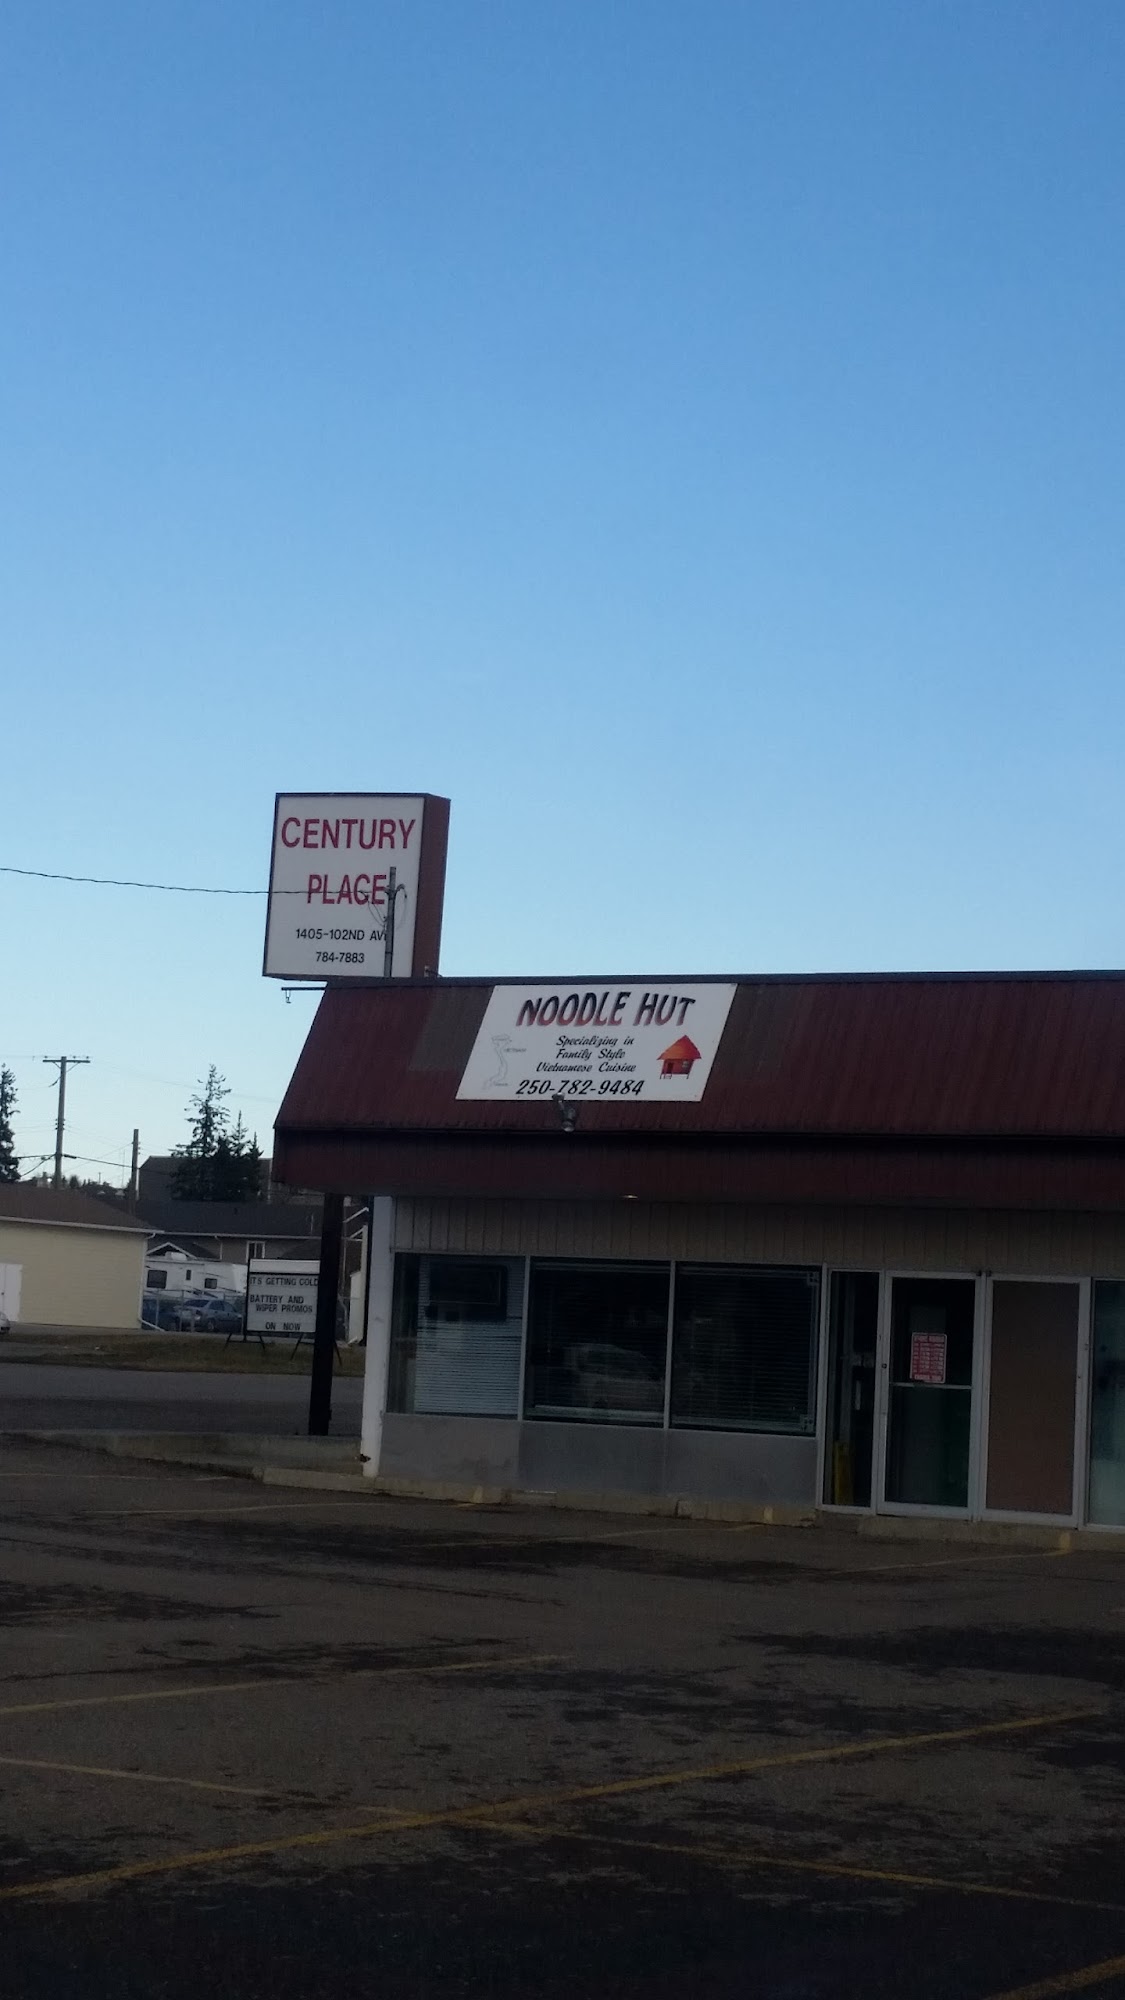 CENTURY
PLACE
1405-102ND AV
784-7883
NOODLE HUT
Specializing in
Family Style
Vietnamese Cuisine
250-782-9484
IT'S GETTING COLD
BATTERY AND
WIPER PROMOS
ON NOW